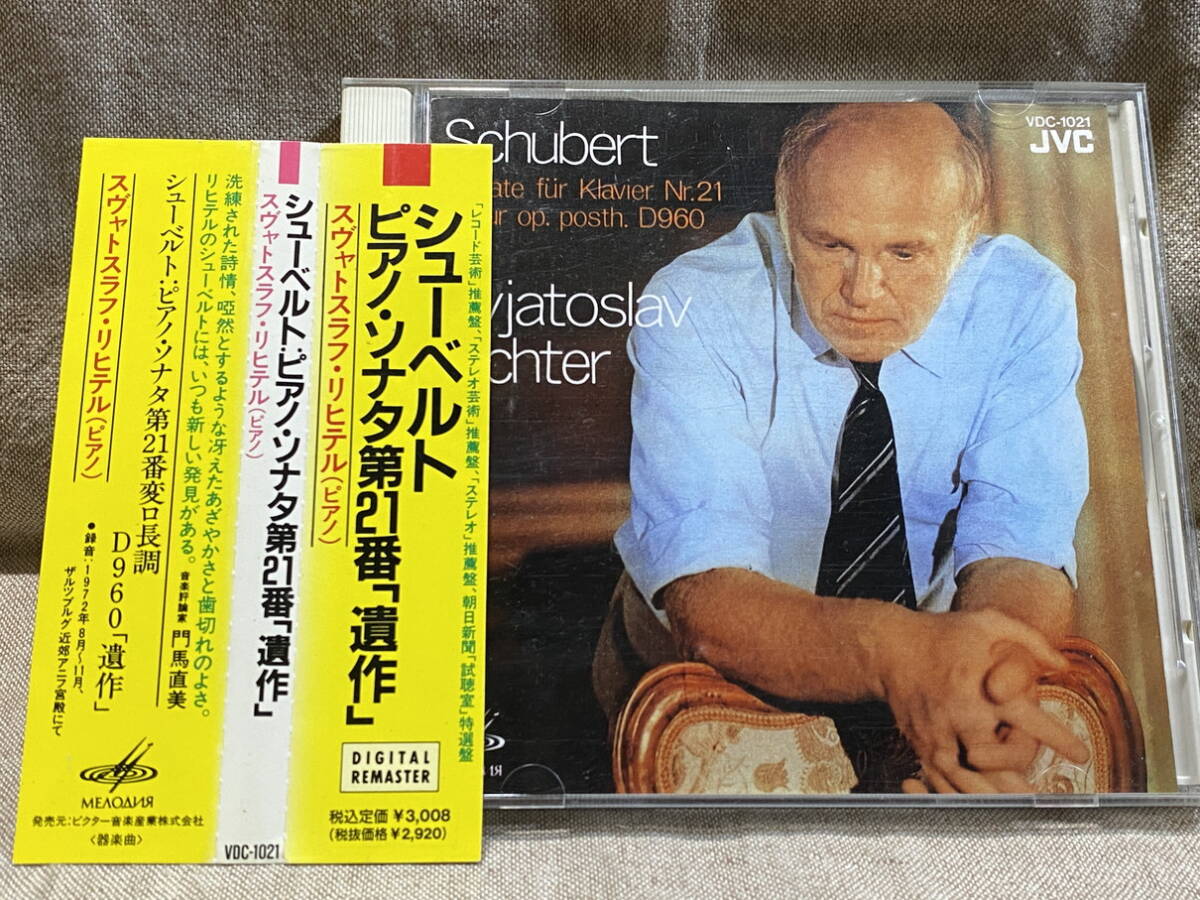 シューベルト
ピアノ・ソナタ第21番「遺作」
スヴャトスラフ・リヒテル(ピアノ)
「レコード芸術」推薦盤、「ステレオ芸術」推薦盤、「ステレオ」推薦盤、朝日新聞「試聴室」特選盤
DIGITAL
REMASTER
税込定価 ¥3,008
(税抜価格 ¥2,920)
シューベルト:ピアノ・ソナタ第21番「遺作」
スヴャトスラフ・リヒテル(ピアノ)
VDC-1021
洗練された詩情、啞然とするような冴えたあざやかさと歯切れのよさ。
リヒテルのシューベルトには、いつも新しい発見がある。
音楽評論家 門馬直美
シューベルト:ピアノ・ソナタ第21番変ロ長調
D960「遺作」
スヴャトスラフ・リヒテル(ピアノ)
●録音:1972年8月~11月、
ザルツブルグ近郊アニフ宮殿にて
МЕЛОДИЯ
発売元:ビクター音楽産業株式会社
〈器楽曲〉
Schubert
ate für Klavier Nr.21
ur op. posth. D960
vjatoslav
chter
VDC-1021
JVC
ИЯ